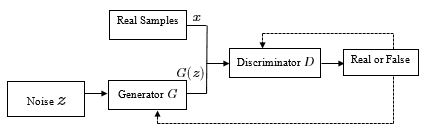 Real Samples
x
G(z)
Discriminator D
Real or False
Noise z
Generator G